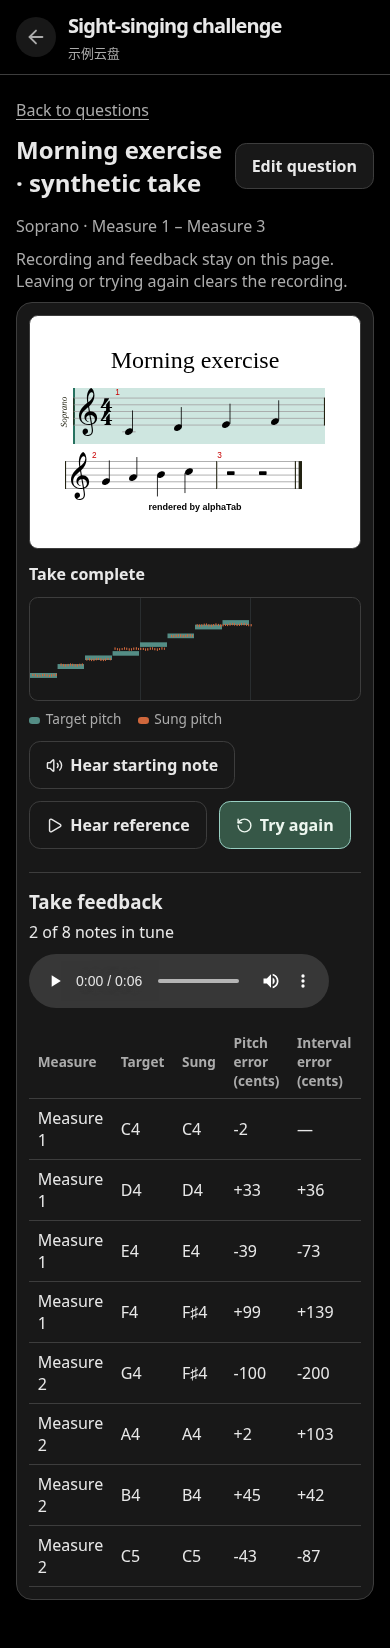 Sight-singing challenge
示例云盘
Back to questions
Morning exercise
· synthetic take
Edit question
Soprano · Measure 1 – Measure 3
Recording and feedback stay on this page.
Leaving or trying again clears the recording.
Morning exercise
Soprano
1
4
4
2
3
rendered by alphaTab
Take complete
Target pitch
Sung pitch
Hear starting note
Hear reference
Try again
Take feedback
2 of 8 notes in tune
0:00 / 0:06
Measure Target Sung Pitch error (cents) Interval error (cents)
Measure 1 C4 C4 -2 —
Measure 1 D4 D4 +33 +36
Measure 1 E4 E4 -39 -73
Measure 1 F4 F♯4 +99 +139
Measure 2 G4 F♯4 -100 -200
Measure 2 A4 A4 +2 +103
Measure 2 B4 B4 +45 +42
Measure 2 C5 C5 -43 -87